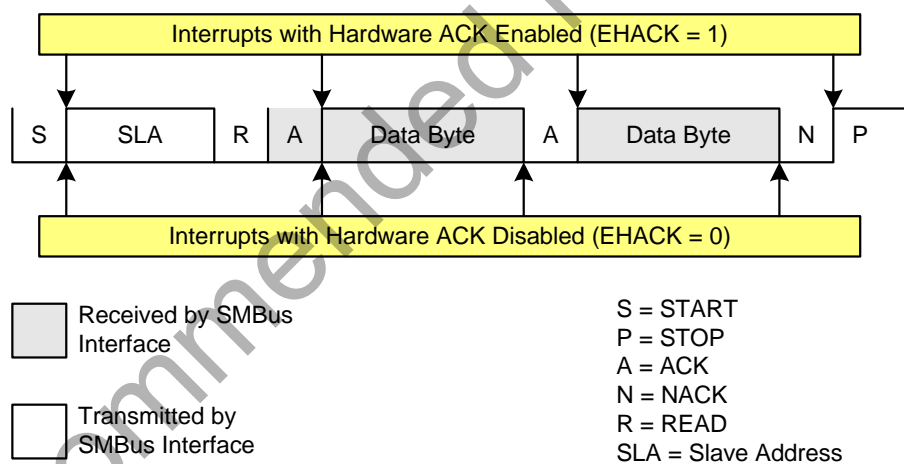 Interrupts with Hardware ACK Enabled (EHACK = 1)
S SLA R A Data Byte A Data Byte N P
Interrupts with Hardware ACK Disabled (EHACK = 0)
Received by SMBus
Interface
Transmitted by
SMBus Interface
S = START
P = STOP
A = ACK
N = NACK
R = READ
SLA = Slave Address
ommended